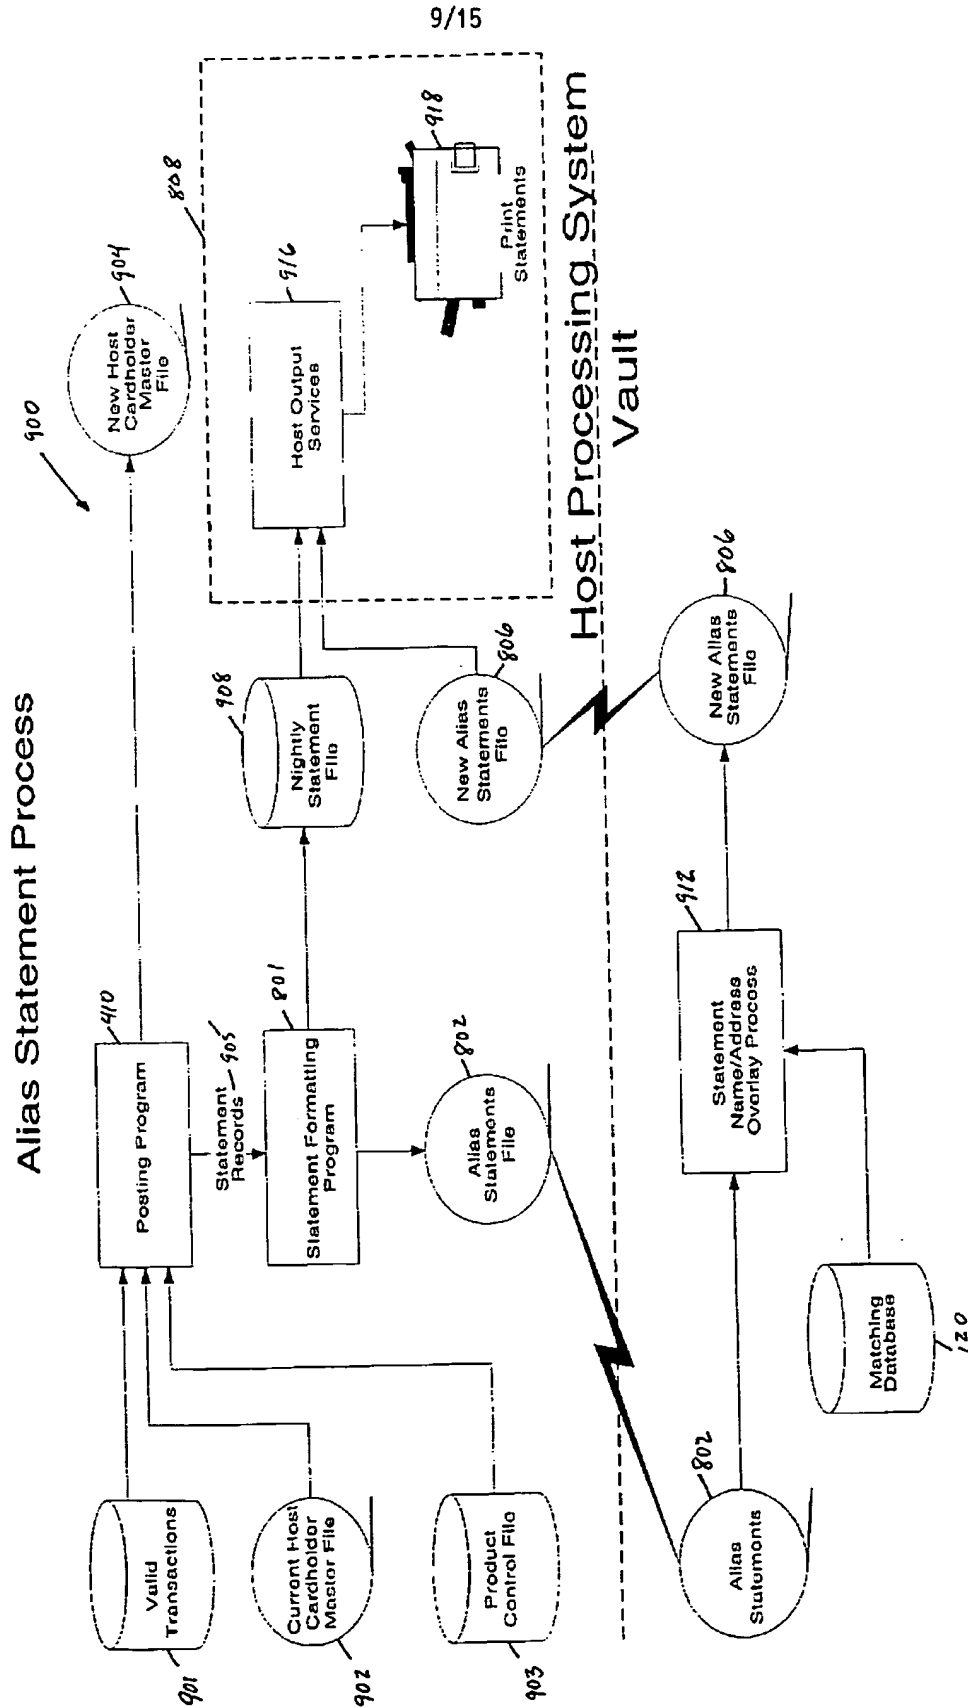 9/15
Alias Statement Process
900
Valid
Transactions
901
Current Host
Cardholder
Master File
902
Product
Control File
903
Posting Program
410
Statement
Records
905
Statement Formatting
Program
801
Alias
Statements
File
802
New Host
Cardholder
Master
File
904
Nightly
Statement
File
908
New Alias
Statements
File
806
808
Host Output
Services
916
918
Print
Statements
Host Processing System
Vault
Alias
Statements
802
Matching
Database
120
Statement
Name/Address
Overlay Process
912
New Alias
Statements
File
806